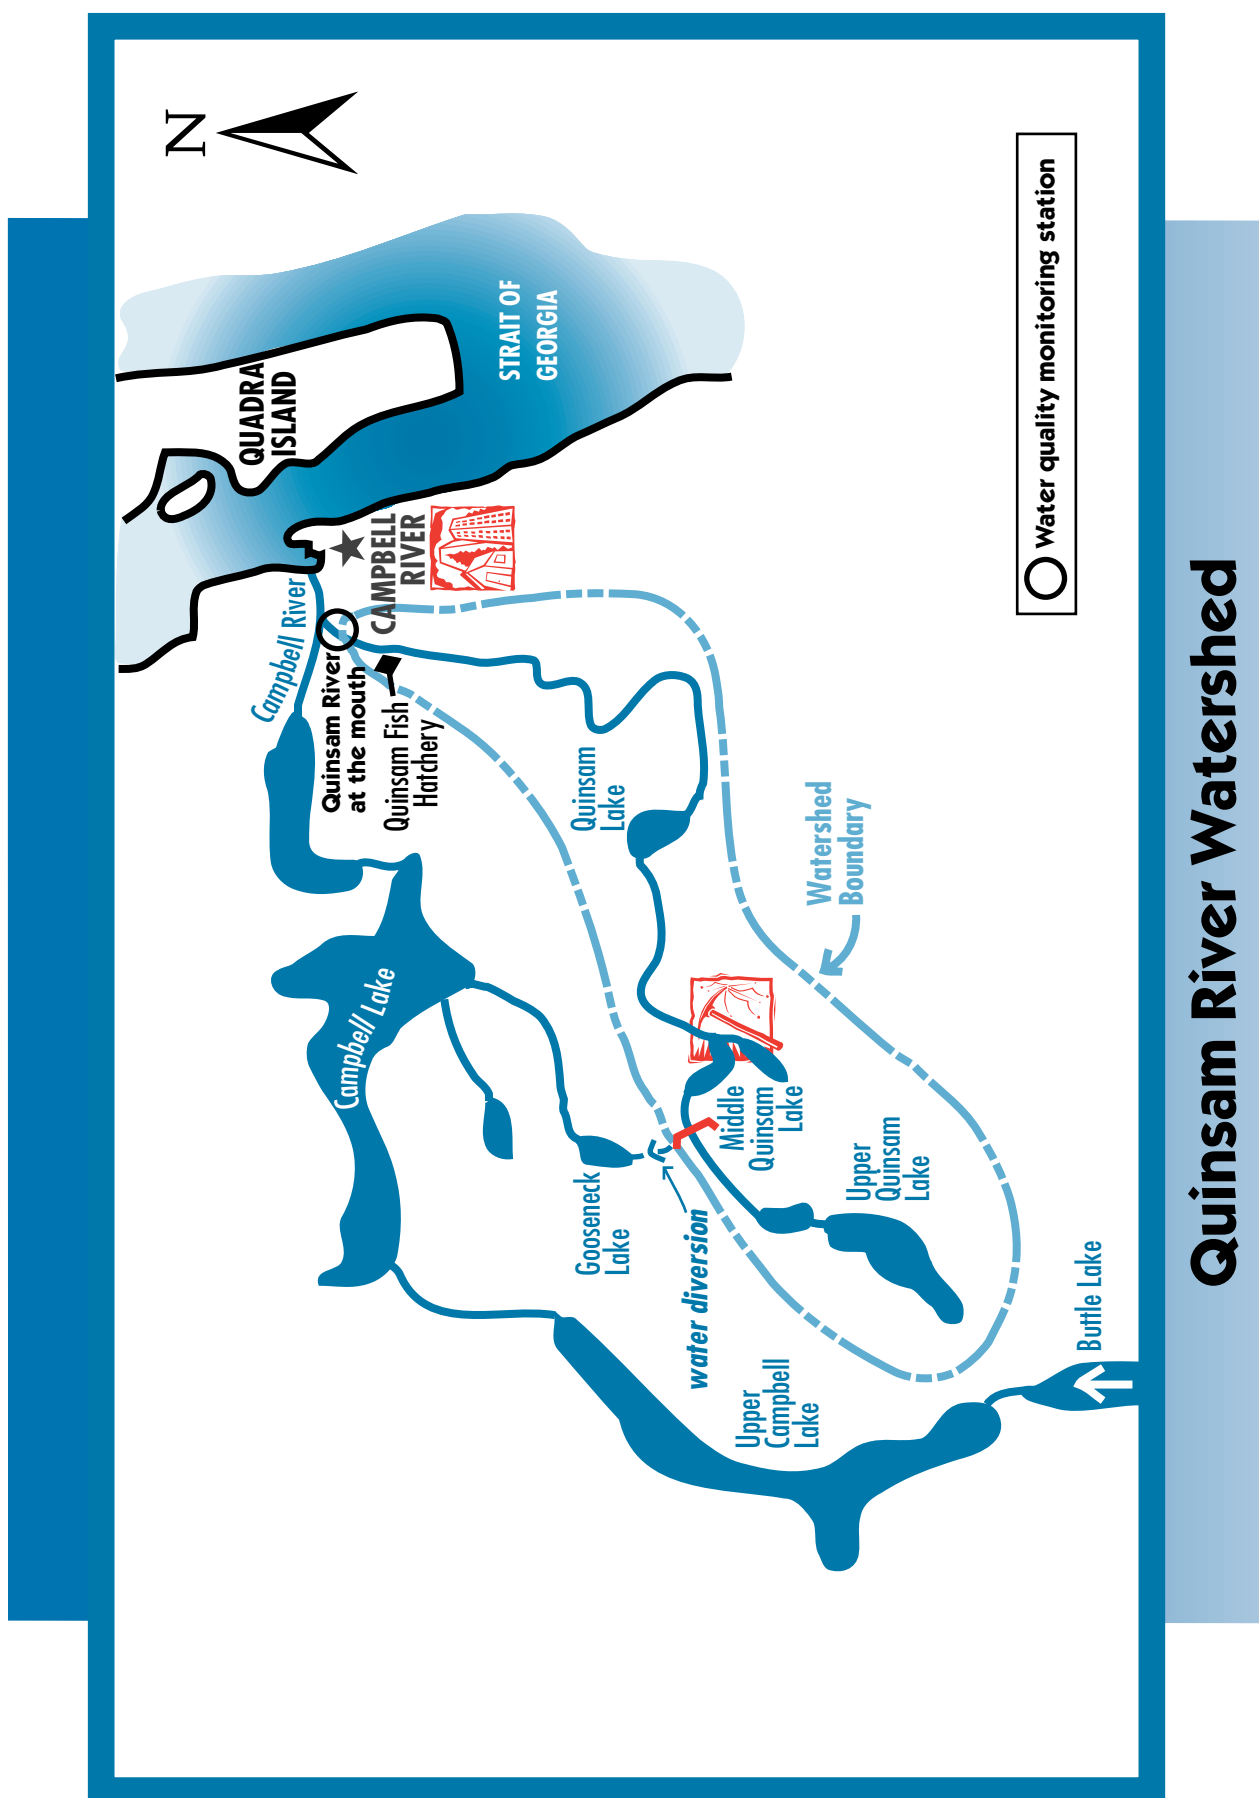 N
QUADRA
ISLAND
STRAIT OF
GEORGIA
CAMPBELL
RIVER
Campbell River
Quinsam River
at the mouth
Quinsam Fish
Hatchery
Campbell Lake
Quinsam
Lake
Watershed
Boundary
Middle
Quinsam
Lake
Gooseneck
Lake
water diversion
Upper
Quinsam
Lake
Upper
Campbell
Lake
Buttle Lake
Water quality monitoring station
Quinsam River Watershed